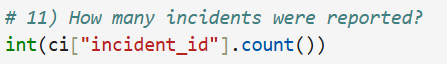 # 11) How many incidents were reported?
int(ci["incident_id"].count())